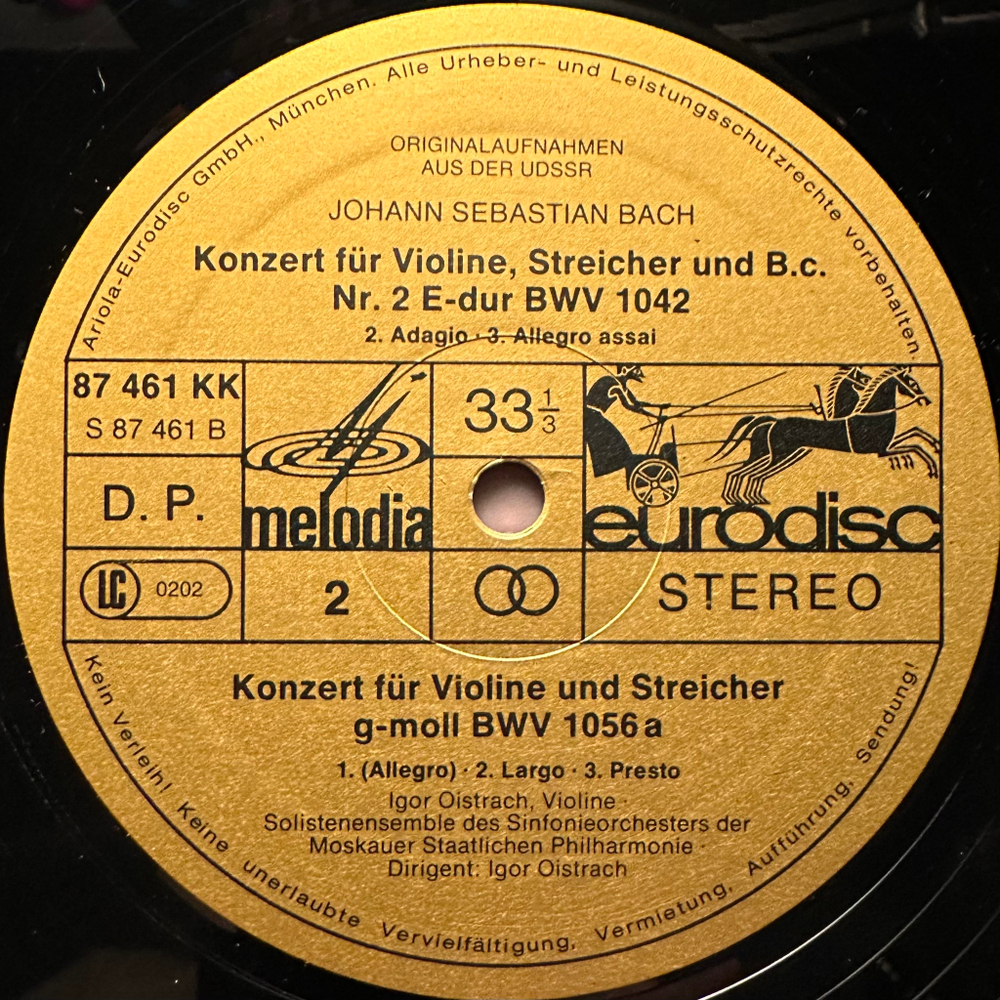 Ariola-Eurodisc GmbH., München. Alle Urheber- und Leistungsschutzrechte vorbehalten.
ORIGINALAUFNAHMEN
AUS DER UDSSR
JOHANN SEBASTIAN BACH
Konzert für Violine, Streicher und B.c.
Nr. 2 E-dur BWV 1042
2. Adagio · 3. Allegro assai
87 461 KK
S 87 461 B
D. P.
LC 0202
melodia
2
33 1/3
eurodisc
STEREO
Konzert für Violine und Streicher
g-moll BWV 1056 a
1. (Allegro) · 2. Largo · 3. Presto
Igor Oistrach, Violine ·
Solistenensemble des Sinfonieorchesters der
Moskauer Staatlichen Philharmonie ·
Dirigent: Igor Oistrach
Kein Verleih! Keine unerlaubte Vervielfältigung, Vermietung, Aufführung, Sendung!